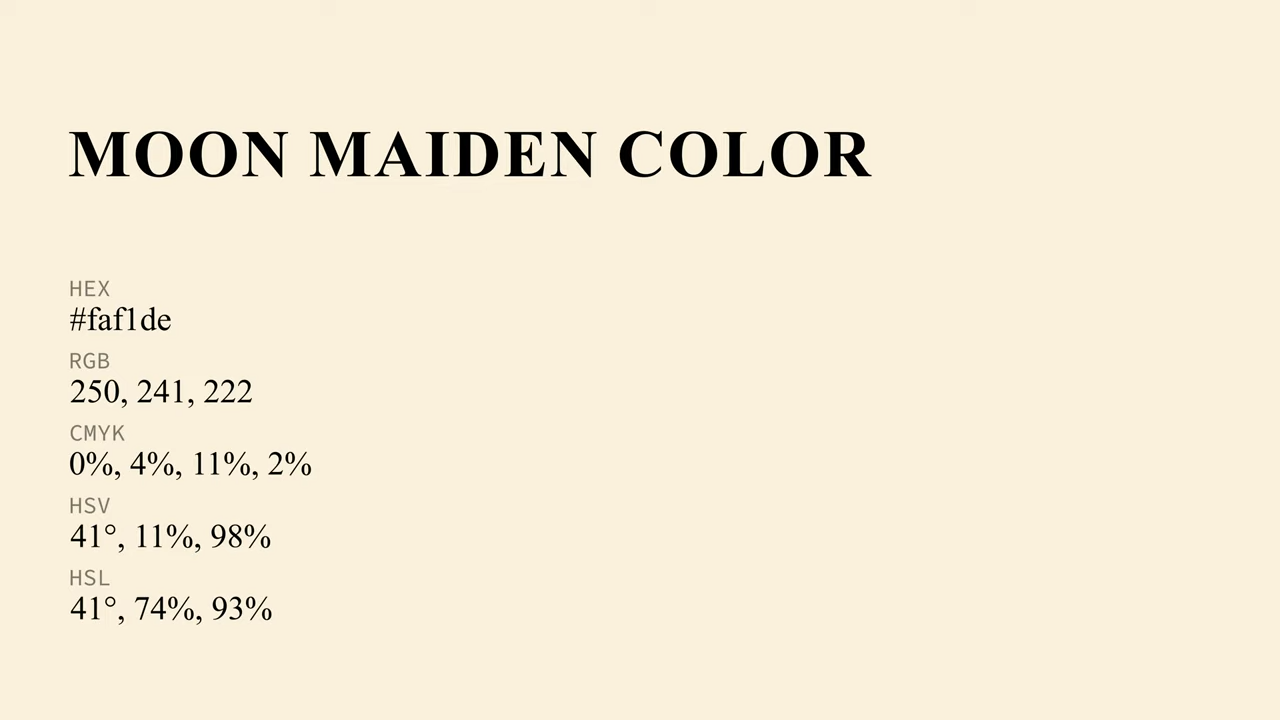 MOON MAIDEN COLOR
HEX
#faf1de
RGB
250, 241, 222
CMYK
0%, 4%, 11%, 2%
HSV
41°, 11%, 98%
HSL
41°, 74%, 93%